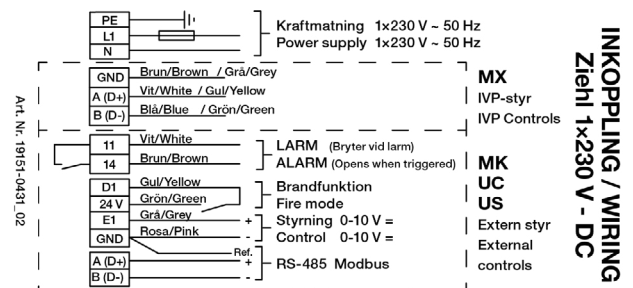 PE
L1
N
Kraftmatning 1×230 V ~ 50 Hz
Power supply 1×230 V ~ 50 Hz
GND Brun/Brown / Grå/Grey
A (D+) Vit/White / Gul/Yellow
B (D-) Blå/Blue / Grön/Green
MX
IVP-styr
IVP Controls
11 Vit/White
14 Brun/Brown
LARM (Bryter vid larm)
ALARM (Opens when triggered)
D1 Gul/Yellow
24 V Grön/Green
Brandfunktion
Fire mode
E1 Grå/Grey +
GND Rosa/Pink -
Styrning 0-10 V =
Control 0-10 V =
Ref.
A (D+) +
B (D-) -
RS-485 Modbus
MK
UC
US
Extern styr
External
controls
Art. Nr. 19151-0431_02
INKOPPLING / WIRING
Ziehl 1×230 V - DC